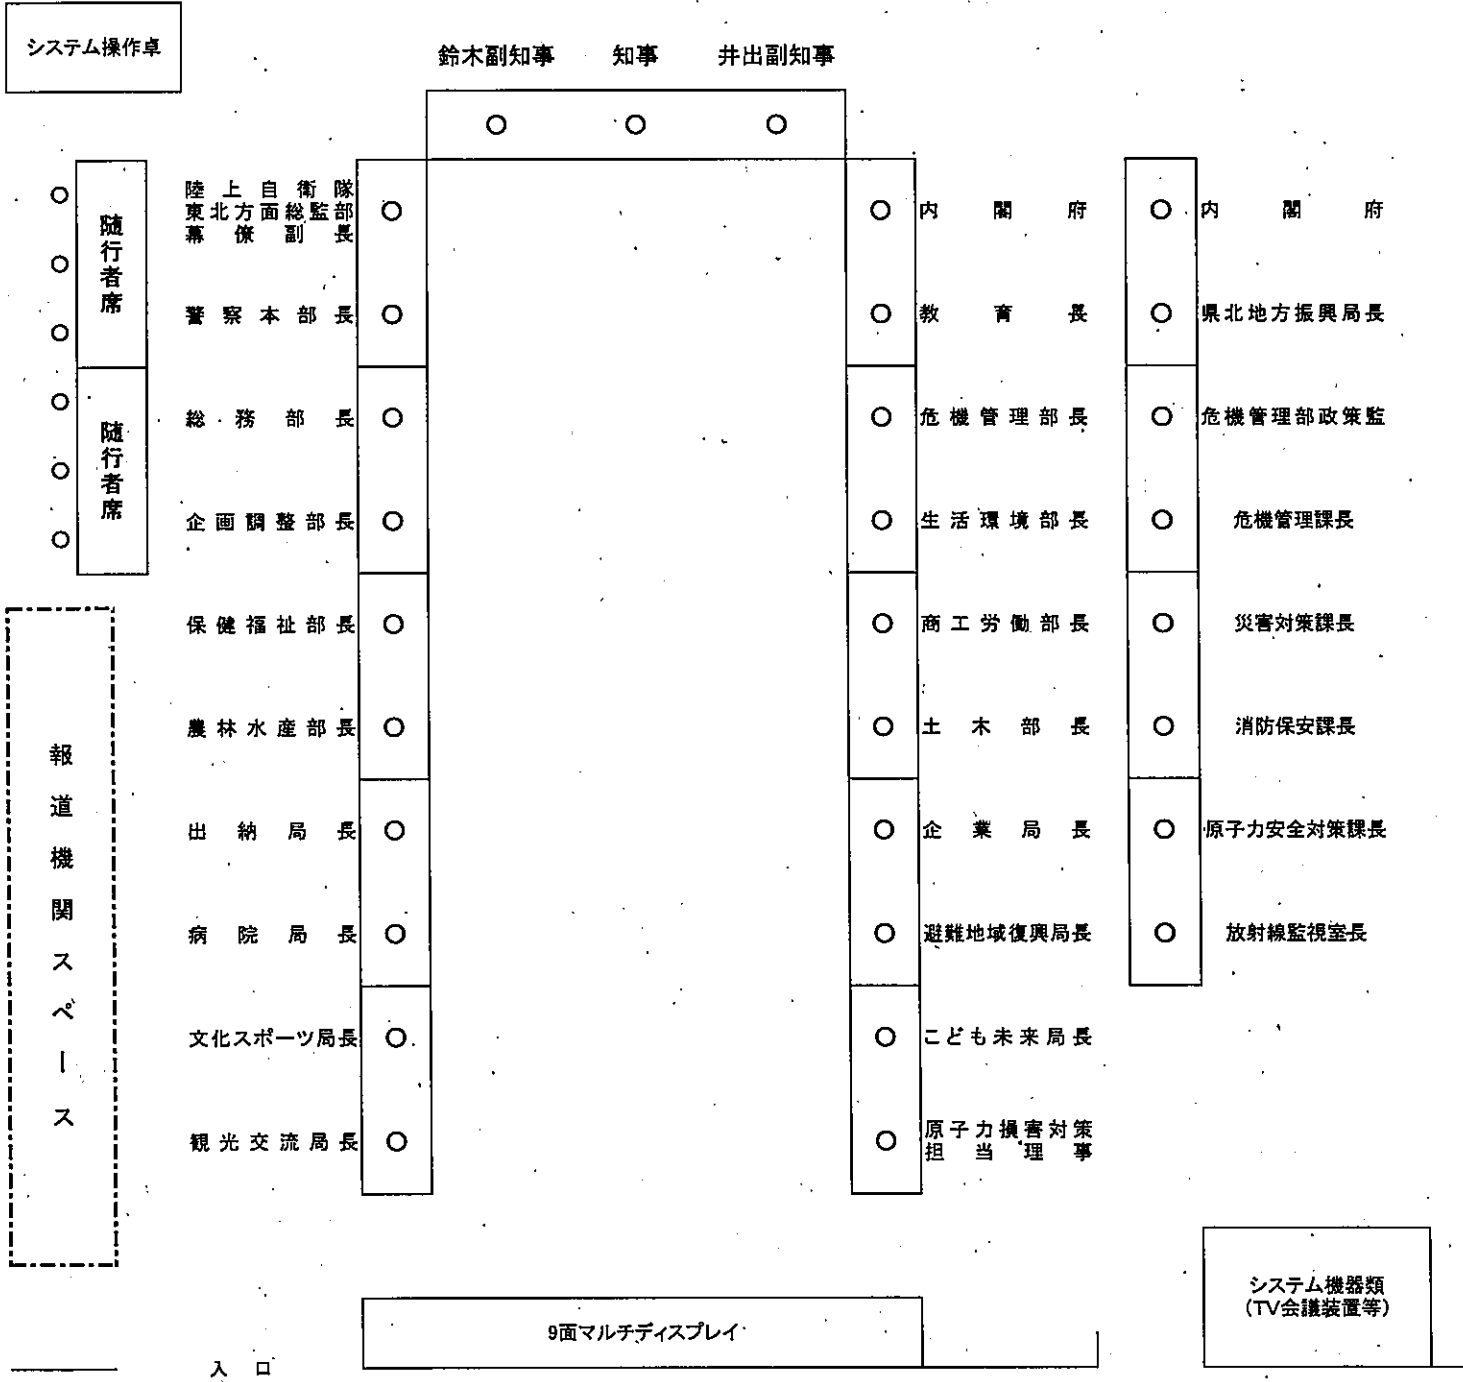 システム操作卓
鈴木副知事 知事 井出副知事
随行者席
随行者席
報道機関スペース
陸上自衛隊
東北方面総監部
幕僚副長
警察本部長
総務部長
企画調整部長
保健福祉部長
農林水産部長
出納局長
病院局長
文化スポーツ局長
観光交流局長
内閣府
教育長
危機管理部長
生活環境部長
商工労働部長
土木部長
企業局長
避難地域復興局長
こども未来局長
原子力損害対策
担当理事
内閣府
県北地方振興局長
危機管理部政策監
危機管理課長
災害対策課長
消防保安課長
原子力安全対策課長
放射線監視室長
システム機器類
(TV会議装置等)
9面マルチディスプレイ
入口